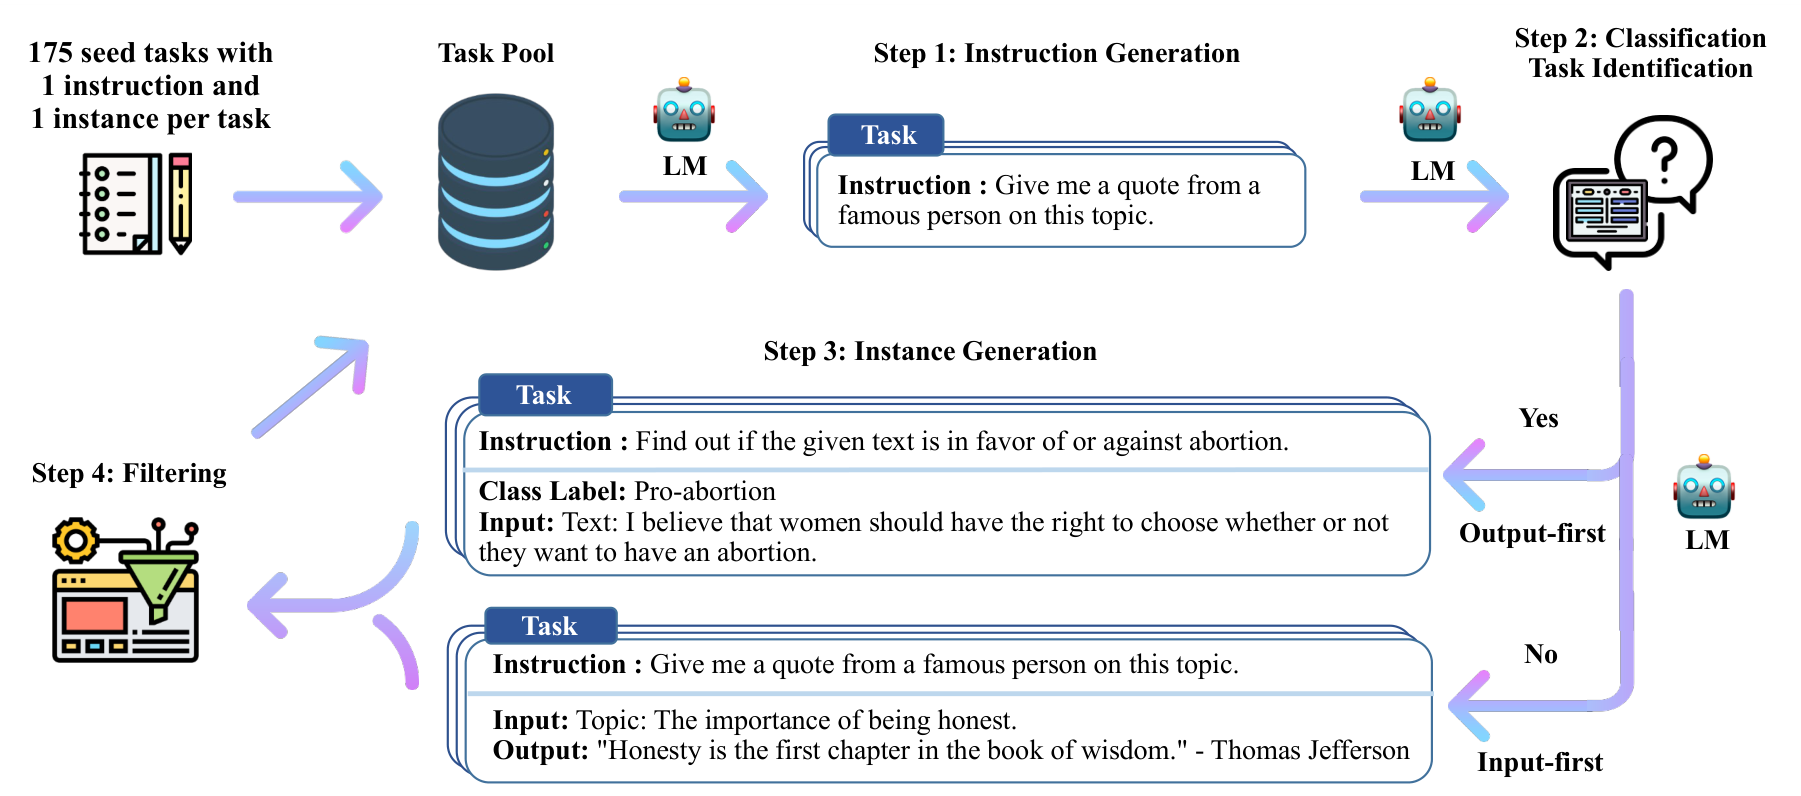 175 seed tasks with
1 instruction and
1 instance per task
Task Pool
LM
Step 1: Instruction Generation
Task
Instruction : Give me a quote from a
famous person on this topic.
LM
Step 2: Classification
Task Identification
?
Step 3: Instance Generation
Task
Instruction : Find out if the given text is in favor of or against abortion.
Class Label: Pro-abortion
Input: Text: I believe that women should have the right to choose whether or not
they want to have an abortion.
Yes
Output-first
LM
Task
Instruction : Give me a quote from a famous person on this topic.
Input: Topic: The importance of being honest.
Output: "Honesty is the first chapter in the book of wisdom." - Thomas Jefferson
No
Input-first
Step 4: Filtering